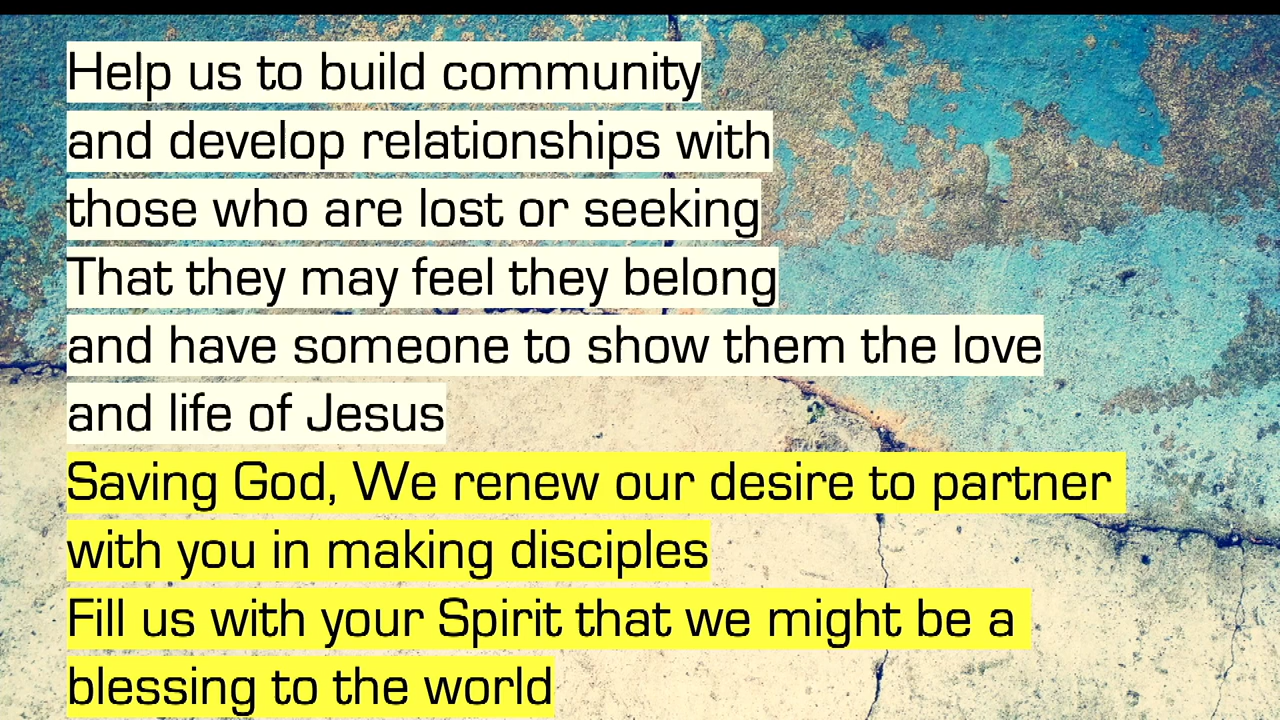 Help us to build community
and develop relationships with
those who are lost or seeking
That they may feel they belong
and have someone to show them the love
and life of Jesus
Saving God, We renew our desire to partner
with you in making disciples
Fill us with your Spirit that we might be a
blessing to the world